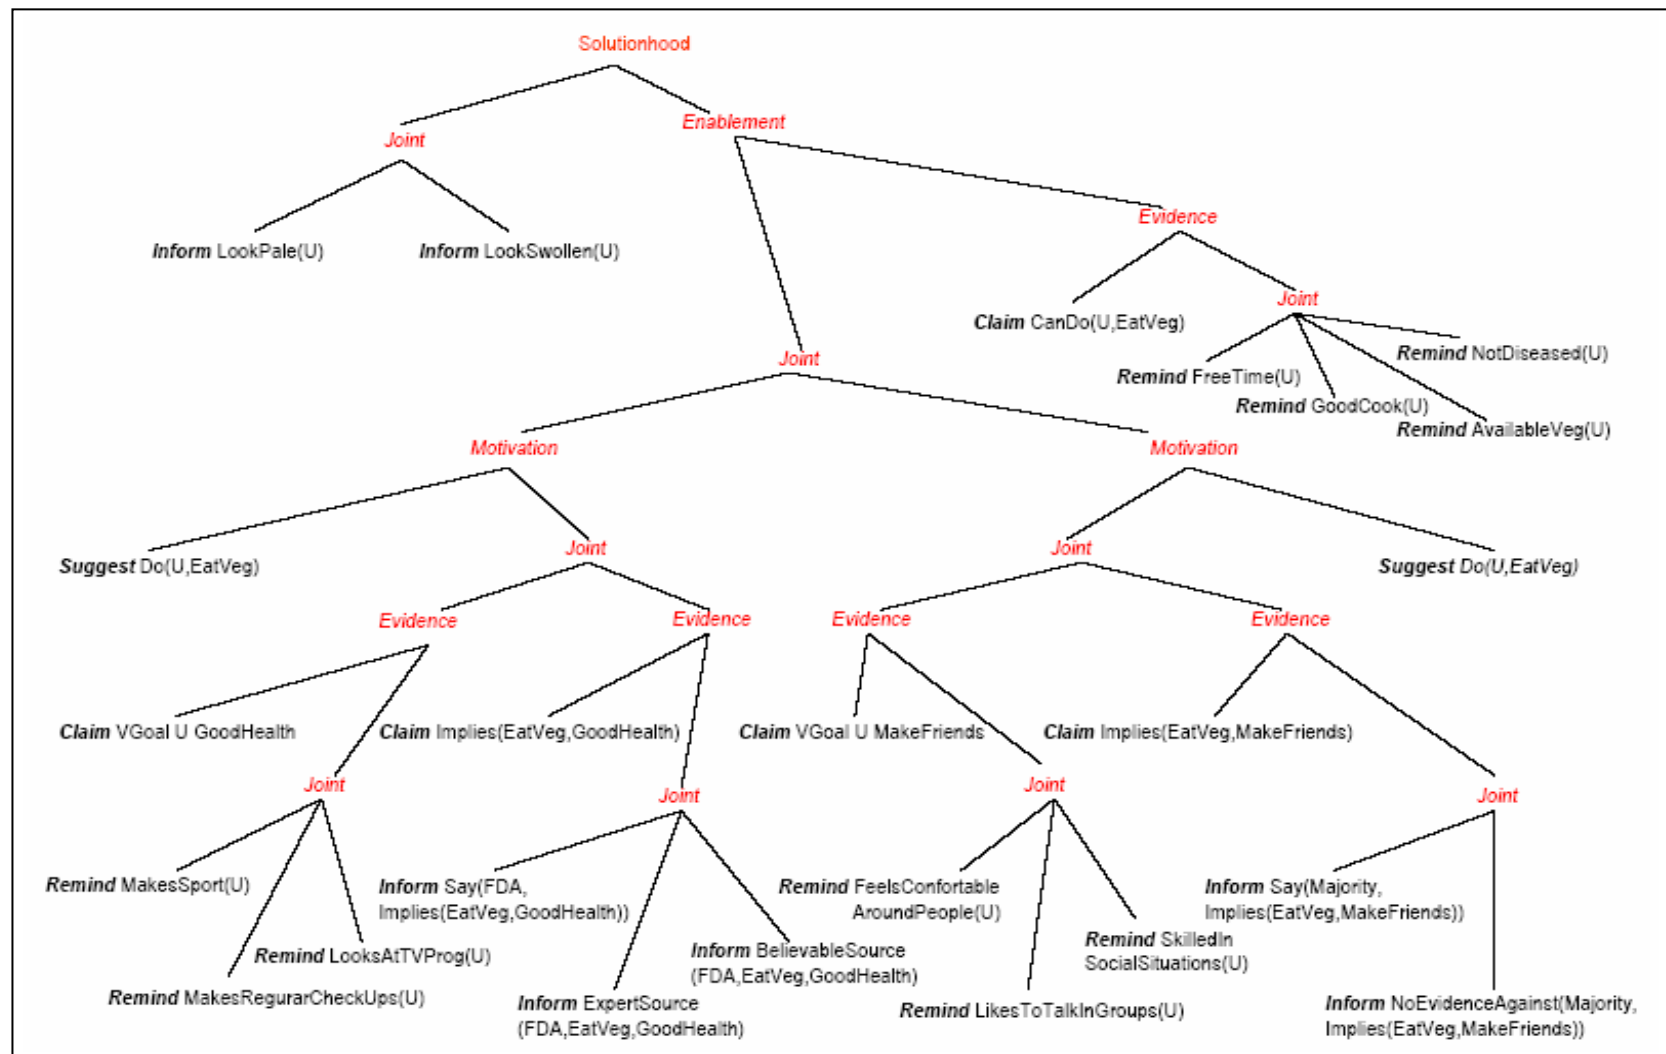 Solutionhood
Enablement
Joint
Evidence
Inform LookPale(U)
Inform LookSwollen(U)
Joint
Claim CanDo(U,EatVeg)
Remind NotDiseased(U)
Joint
Remind FreeTime(U)
Remind GoodCook(U)
Remind AvailableVeg(U)
Motivation
Motivation
Joint
Joint
Suggest Do(U,EatVeg)
Suggest Do(U,EatVeg)
Evidence
Evidence
Evidence
Evidence
Claim VGoal U GoodHealth
Claim Implies(EatVeg,GoodHealth)
Claim VGoal U MakeFriends
Claim Implies(EatVeg,MakeFriends)
Joint
Joint
Joint
Joint
Remind MakesSport(U)
Inform Say(FDA,
Implies(EatVeg,GoodHealth))
Remind FeelsConfortable
AroundPeople(U)
Inform Say(Majority,
Implies(EatVeg,MakeFriends))
Remind LooksAtTVProg(U)
Inform BelievableSource
(FDA,EatVeg,GoodHealth)
Remind SkilledIn
SocialSituations(U)
Remind MakesRegurarCheckUps(U)
Inform ExpertSource
(FDA,EatVeg,GoodHealth)
Remind LikesToTalkInGroups(U)
Inform NoEvidenceAgainst(Majority,
Implies(EatVeg,MakeFriends))